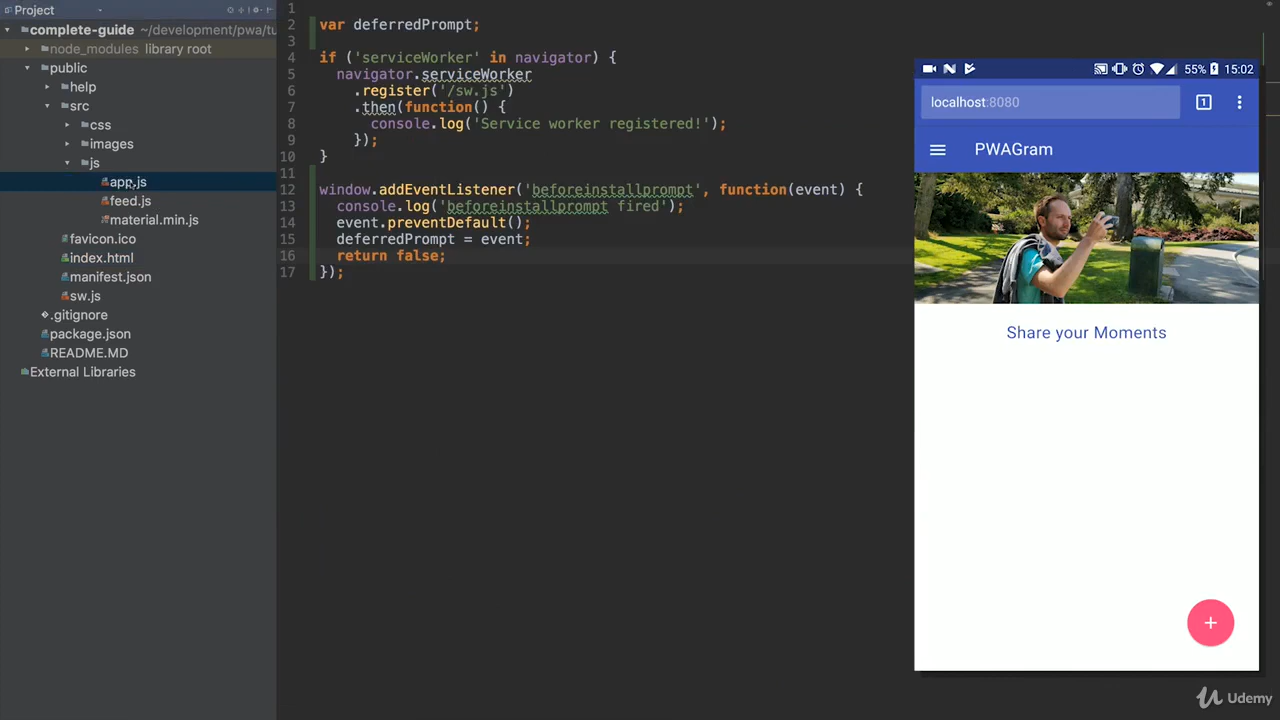 Project
complete-guide ~/development/pwa/tu
node_modules library root
public
help
src
css
images
js
app.js
feed.js
material.min.js
favicon.ico
index.html
manifest.json
sw.js
.gitignore
package.json
README.MD
External Libraries
1
2 var deferredPrompt;
3
4 if ('serviceWorker' in navigator) {
5 navigator.serviceWorker
6 .register('/sw.js')
7 .then(function() {
8 console.log('Service worker registered!');
9 });
10 }
11
12 window.addEventListener('beforeinstallprompt', function(event) {
13 console.log('beforeinstallprompt fired');
14 event.preventDefault();
15 deferredPrompt = event;
16 return false;
17 });
55% 15:02
localhost:8080
1
PWAGram
Share your Moments
+
Udemy